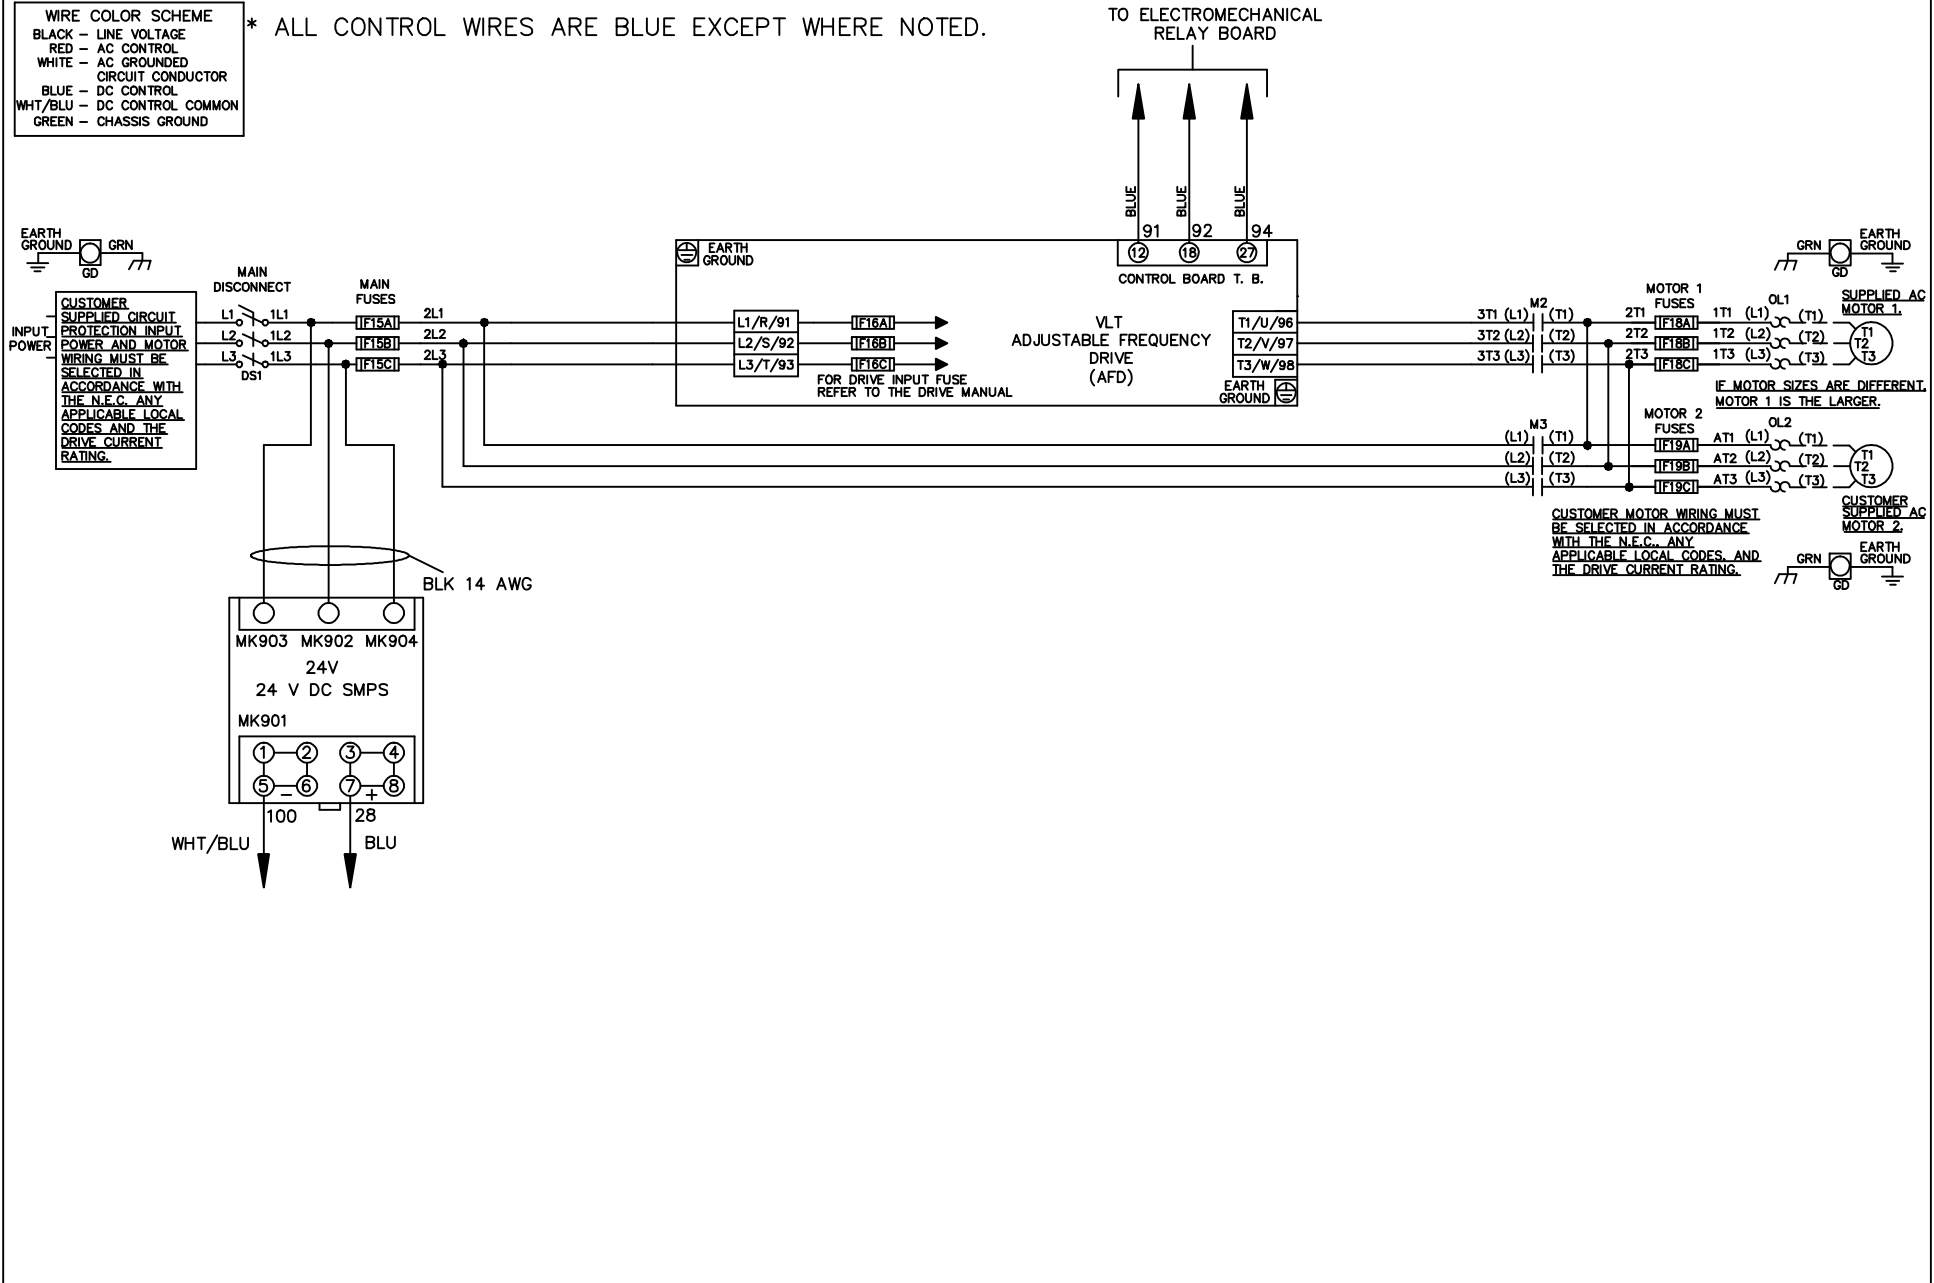 WIRE COLOR SCHEME
BLACK – LINE VOLTAGE
RED – AC CONTROL
WHITE – AC GROUNDED
CIRCUIT CONDUCTOR
BLUE – DC CONTROL
WHT/BLU – DC CONTROL COMMON
GREEN – CHASSIS GROUND
* ALL CONTROL WIRES ARE BLUE EXCEPT WHERE NOTED.
TO ELECTROMECHANICAL
RELAY BOARD
BLUE
BLUE
BLUE
91 92 94
12 18 27
CONTROL BOARD T. B.
EARTH
GROUND
GRN
GD
INPUT
POWER
CUSTOMER
SUPPLIED CIRCUIT
PROTECTION INPUT
POWER AND MOTOR
WIRING MUST BE
SELECTED IN
ACCORDANCE WITH
THE N.E.C. ANY
APPLICABLE LOCAL
CODES AND THE
DRIVE CURRENT
RATING.
MAIN
DISCONNECT
L1 1L1
L2 1L2
L3 1L3
DS1
MAIN
FUSES
F15A
F15B
F15C
2L1
2L2
2L3
EARTH
GROUND
L1/R/91
L2/S/92
L3/T/93
F16A
F16B
F16C
FOR DRIVE INPUT FUSE
REFER TO THE DRIVE MANUAL
VLT
ADJUSTABLE FREQUENCY
DRIVE
(AFD)
T1/U/96
T2/V/97
T3/W/98
EARTH
GROUND
M2
3T1 (L1) (T1)
3T2 (L2) (T2)
3T3 (L3) (T3)
MOTOR 1
FUSES
2T1 F18A 1T1 (L1) (T1)
2T2 F18B 1T2 (L2) (T2)
2T3 F18C 1T3 (L3) (T3)
OL1
T1
T2
T3
GRN
GD
EARTH
GROUND
SUPPLIED AC
MOTOR 1.
IF MOTOR SIZES ARE DIFFERENT,
MOTOR 1 IS THE LARGER.
M3
(L1) (T1)
(L2) (T2)
(L3) (T3)
MOTOR 2
FUSES
F19A AT1 (L1) (T1)
F19B AT2 (L2) (T2)
F19C AT3 (L3) (T3)
OL2
T1
T2
T3
CUSTOMER
SUPPLIED AC
MOTOR 2.
CUSTOMER MOTOR WIRING MUST
BE SELECTED IN ACCORDANCE
WITH THE N.E.C., ANY
APPLICABLE LOCAL CODES, AND
THE DRIVE CURRENT RATING.
GRN
GD
EARTH
GROUND
BLK 14 AWG
MK903 MK902 MK904
24V
24 V DC SMPS
MK901
1 2 3 4
5 6 7 8
– +
100 28
WHT/BLU BLU